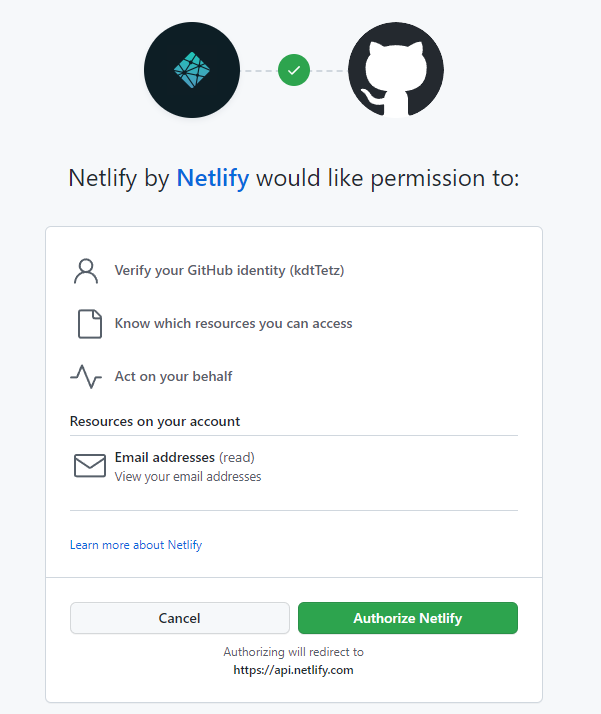 Netlify by Netlify would like permission to:
Verify your GitHub identity (kdtTetz)
Know which resources you can access
Act on your behalf
Resources on your account
Email addresses (read)
View your email addresses
Learn more about Netlify
Cancel
Authorize Netlify
Authorizing will redirect to
https://api.netlify.com